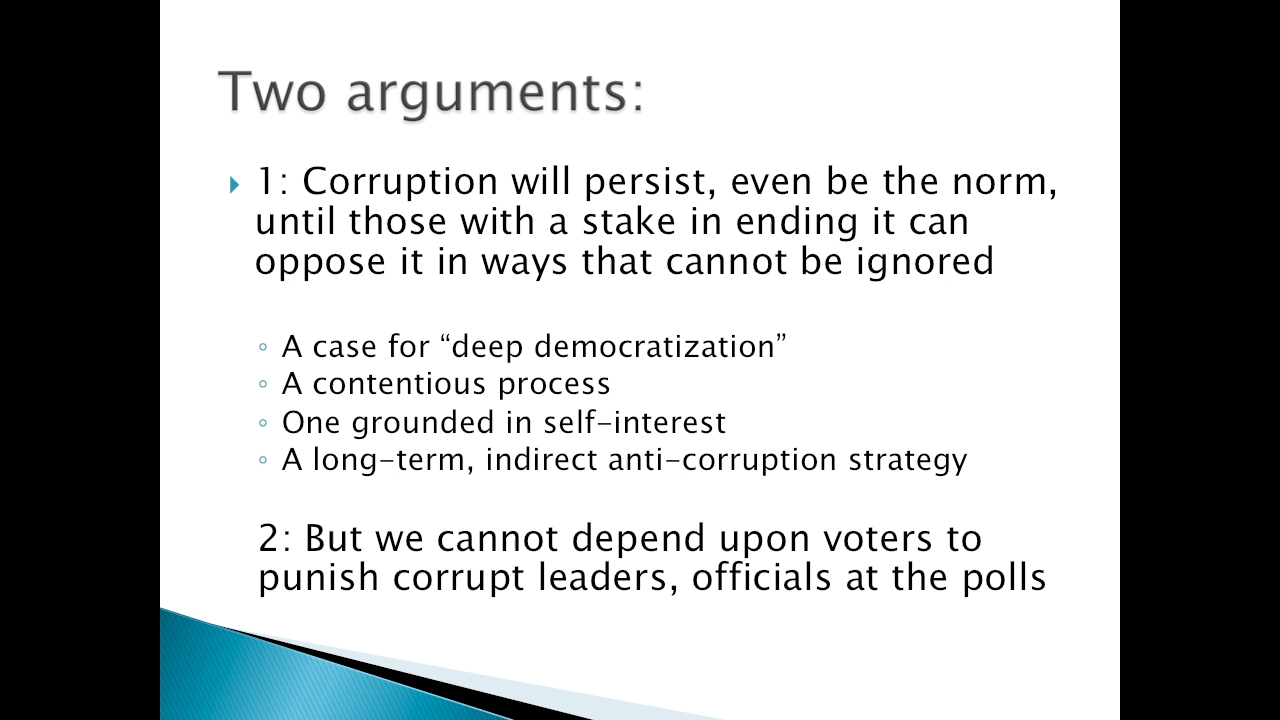 Two arguments:
1: Corruption will persist, even be the norm,
until those with a stake in ending it can
oppose it in ways that cannot be ignored
◦ A case for “deep democratization”
◦ A contentious process
◦ One grounded in self-interest
◦ A long-term, indirect anti-corruption strategy
2: But we cannot depend upon voters to
punish corrupt leaders, officials at the polls